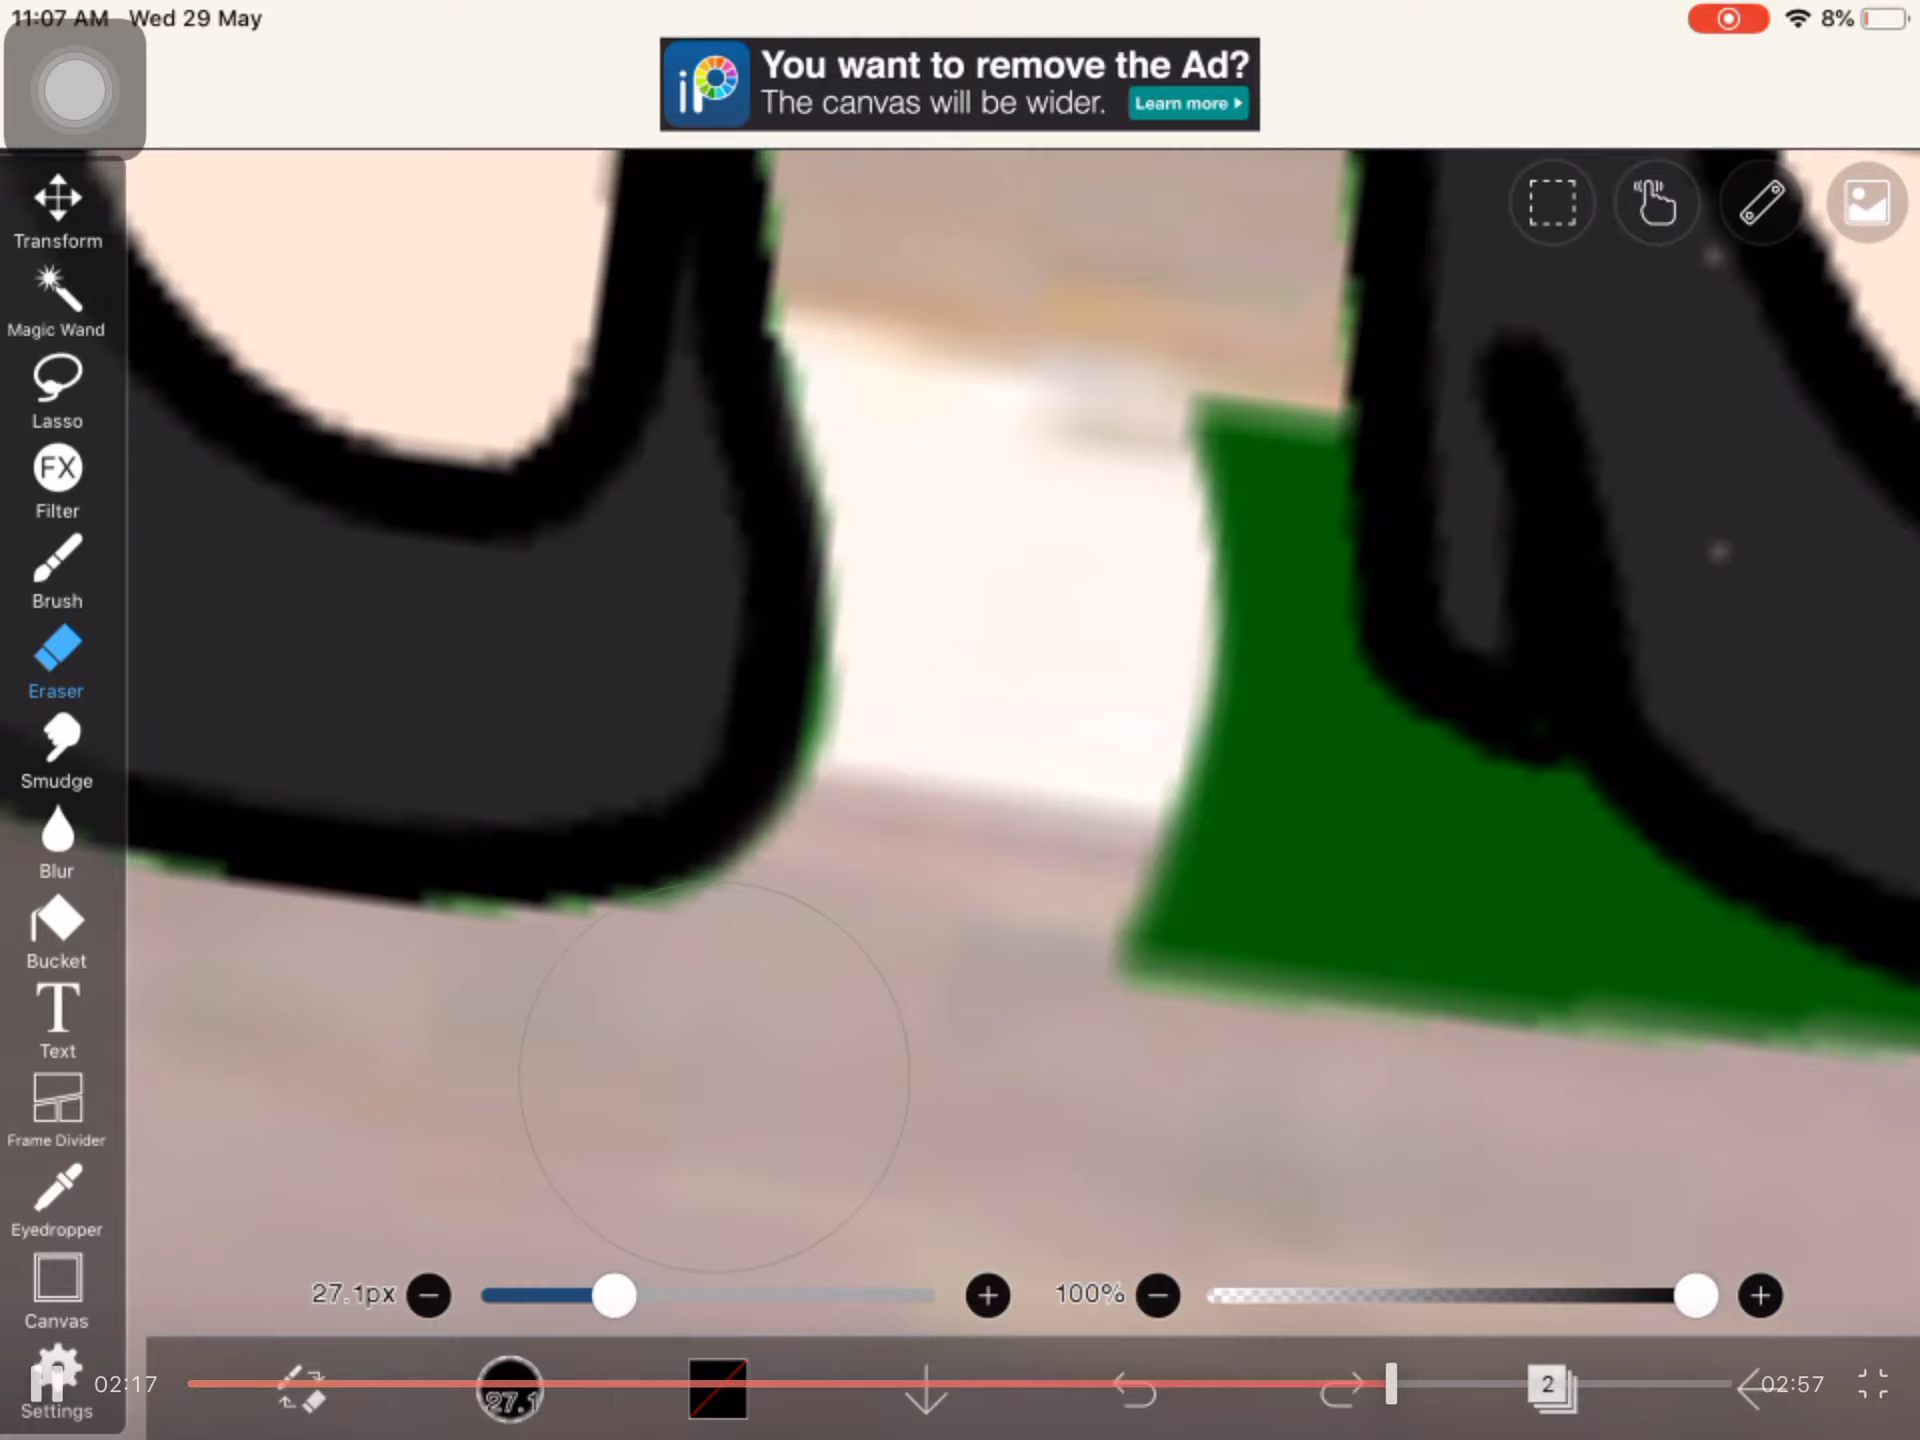 11:07 AM Wed 29 May
8%
iP
You want to remove the Ad?
The canvas will be wider.
Learn more
Transform
Magic Wand
Lasso
FX
Filter
Brush
Eraser
Smudge
Blur
Bucket
T
Text
Frame Divider
Eyedropper
Canvas
Settings
27.1px
100%
02:17
27.1
2
02:57